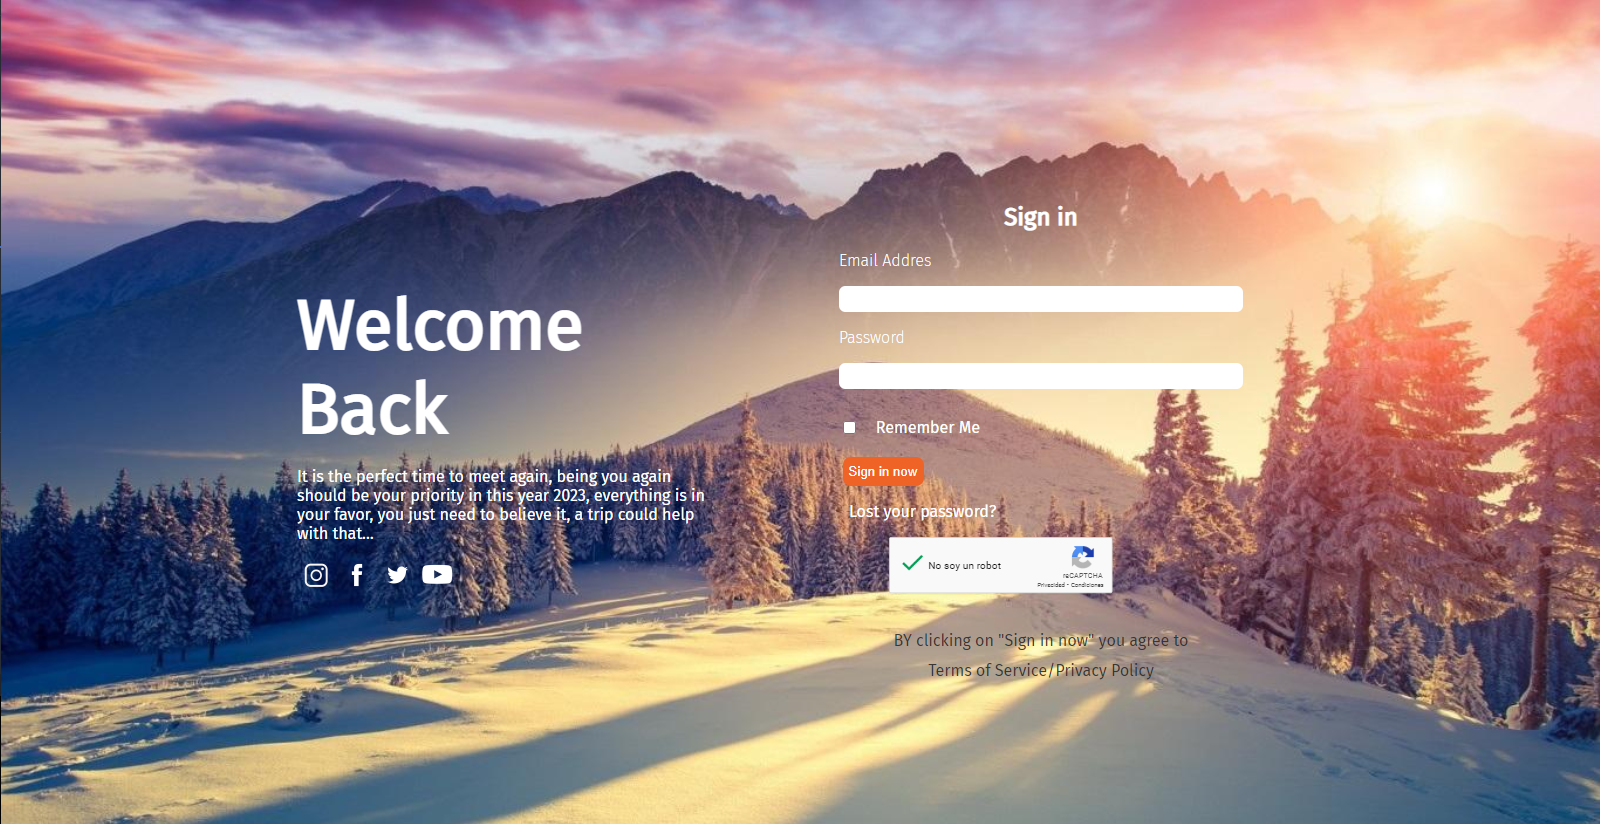 Welcome
Back
It is the perfect time to meet again, being you again
should be your priority in this year 2023, everything is in
your favor, you just need to believe it, a trip could help
with that...
Sign in
Email Addres
Password
Remember Me
Sign in now
Lost your password?
No soy un robot
reCAPTCHA
Privacidad - Condiciones
BY clicking on "Sign in now" you agree to
Terms of Service/Privacy Policy